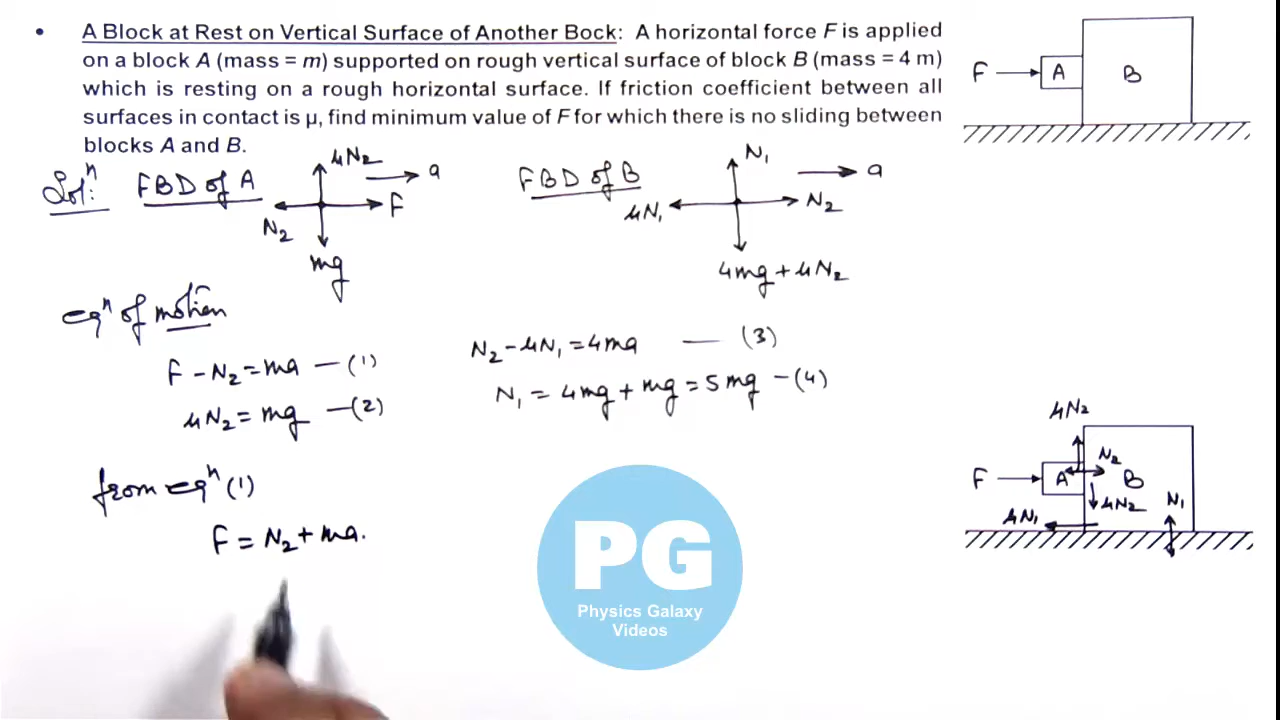 • A Block at Rest on Vertical Surface of Another Bock: A horizontal force F is applied
on a block A (mass = m) supported on rough vertical surface of block B (mass = 4 m)
which is resting on a rough horizontal surface. If friction coefficient between all
surfaces in contact is μ, find minimum value of F for which there is no sliding between
blocks A and B.
F A B
Solⁿ: FBD of A
μN₂
a
F
N₂
mg
FBD of B
N₁
a
μN₁
N₂
4mg + μN₂
eqⁿ of motion
F - N₂ = ma — (1)
μN₂ = mg — (2)
N₂ - μN₁ = 4ma — (3)
N₁ = 4mg + mg = 5mg — (4)
from eqⁿ (1)
F = N₂ + ma.
μN₂
N₂
F A B
μN₂
N₁
μN₁
PG
Physics Galaxy
Videos